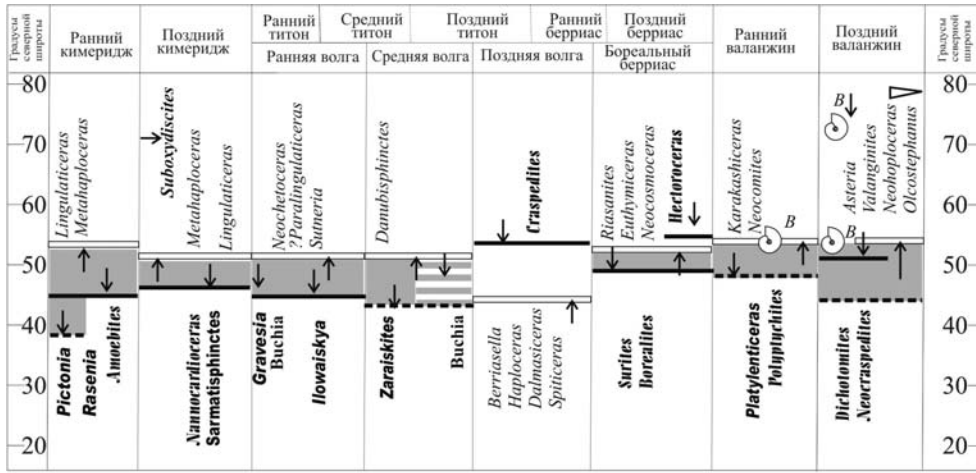 Градусы
северной
широты
Ранний
кимеридж
Поздний
кимеридж
Ранний
титон
Средний
титон
Поздний
титон
Ранний
берриас
Поздний
берриас
Ранняя волга
Средняя волга
Поздняя волга
Бореальный
берриас
Ранний
валанжин
Поздний
валанжин
Градусы
северной
широты
80
70
60
50
40
30
20
Lingulaticeras
Metahaploceras
Suboxydiscites
Metahaploceras
Lingulaticeras
Neochetoceras
?Paralingulaticeras
Sutneria
Danubisphinctes
Craspedites
Riasanites
Euthymiceras
Neocosmoceras
Hectoroceras
Karakashiceras
Neocomites
B
B
B
Asteria
Valanginites
Neohoploceras
Olcostephanus
Pictonia
Rasenia
Amoebites
Nannocardioceras
Sarmatisphinctes
Gravesia
Buchia
Ilowaiskya
Zaraiskites
Buchia
Berriasella
Haploceras
Dalmasiceras
Spiticeras
Surites
Borealites
Platylenticeras
Polyptychites
Dichotomites
Neocraspedites
80
70
60
50
40
30
20